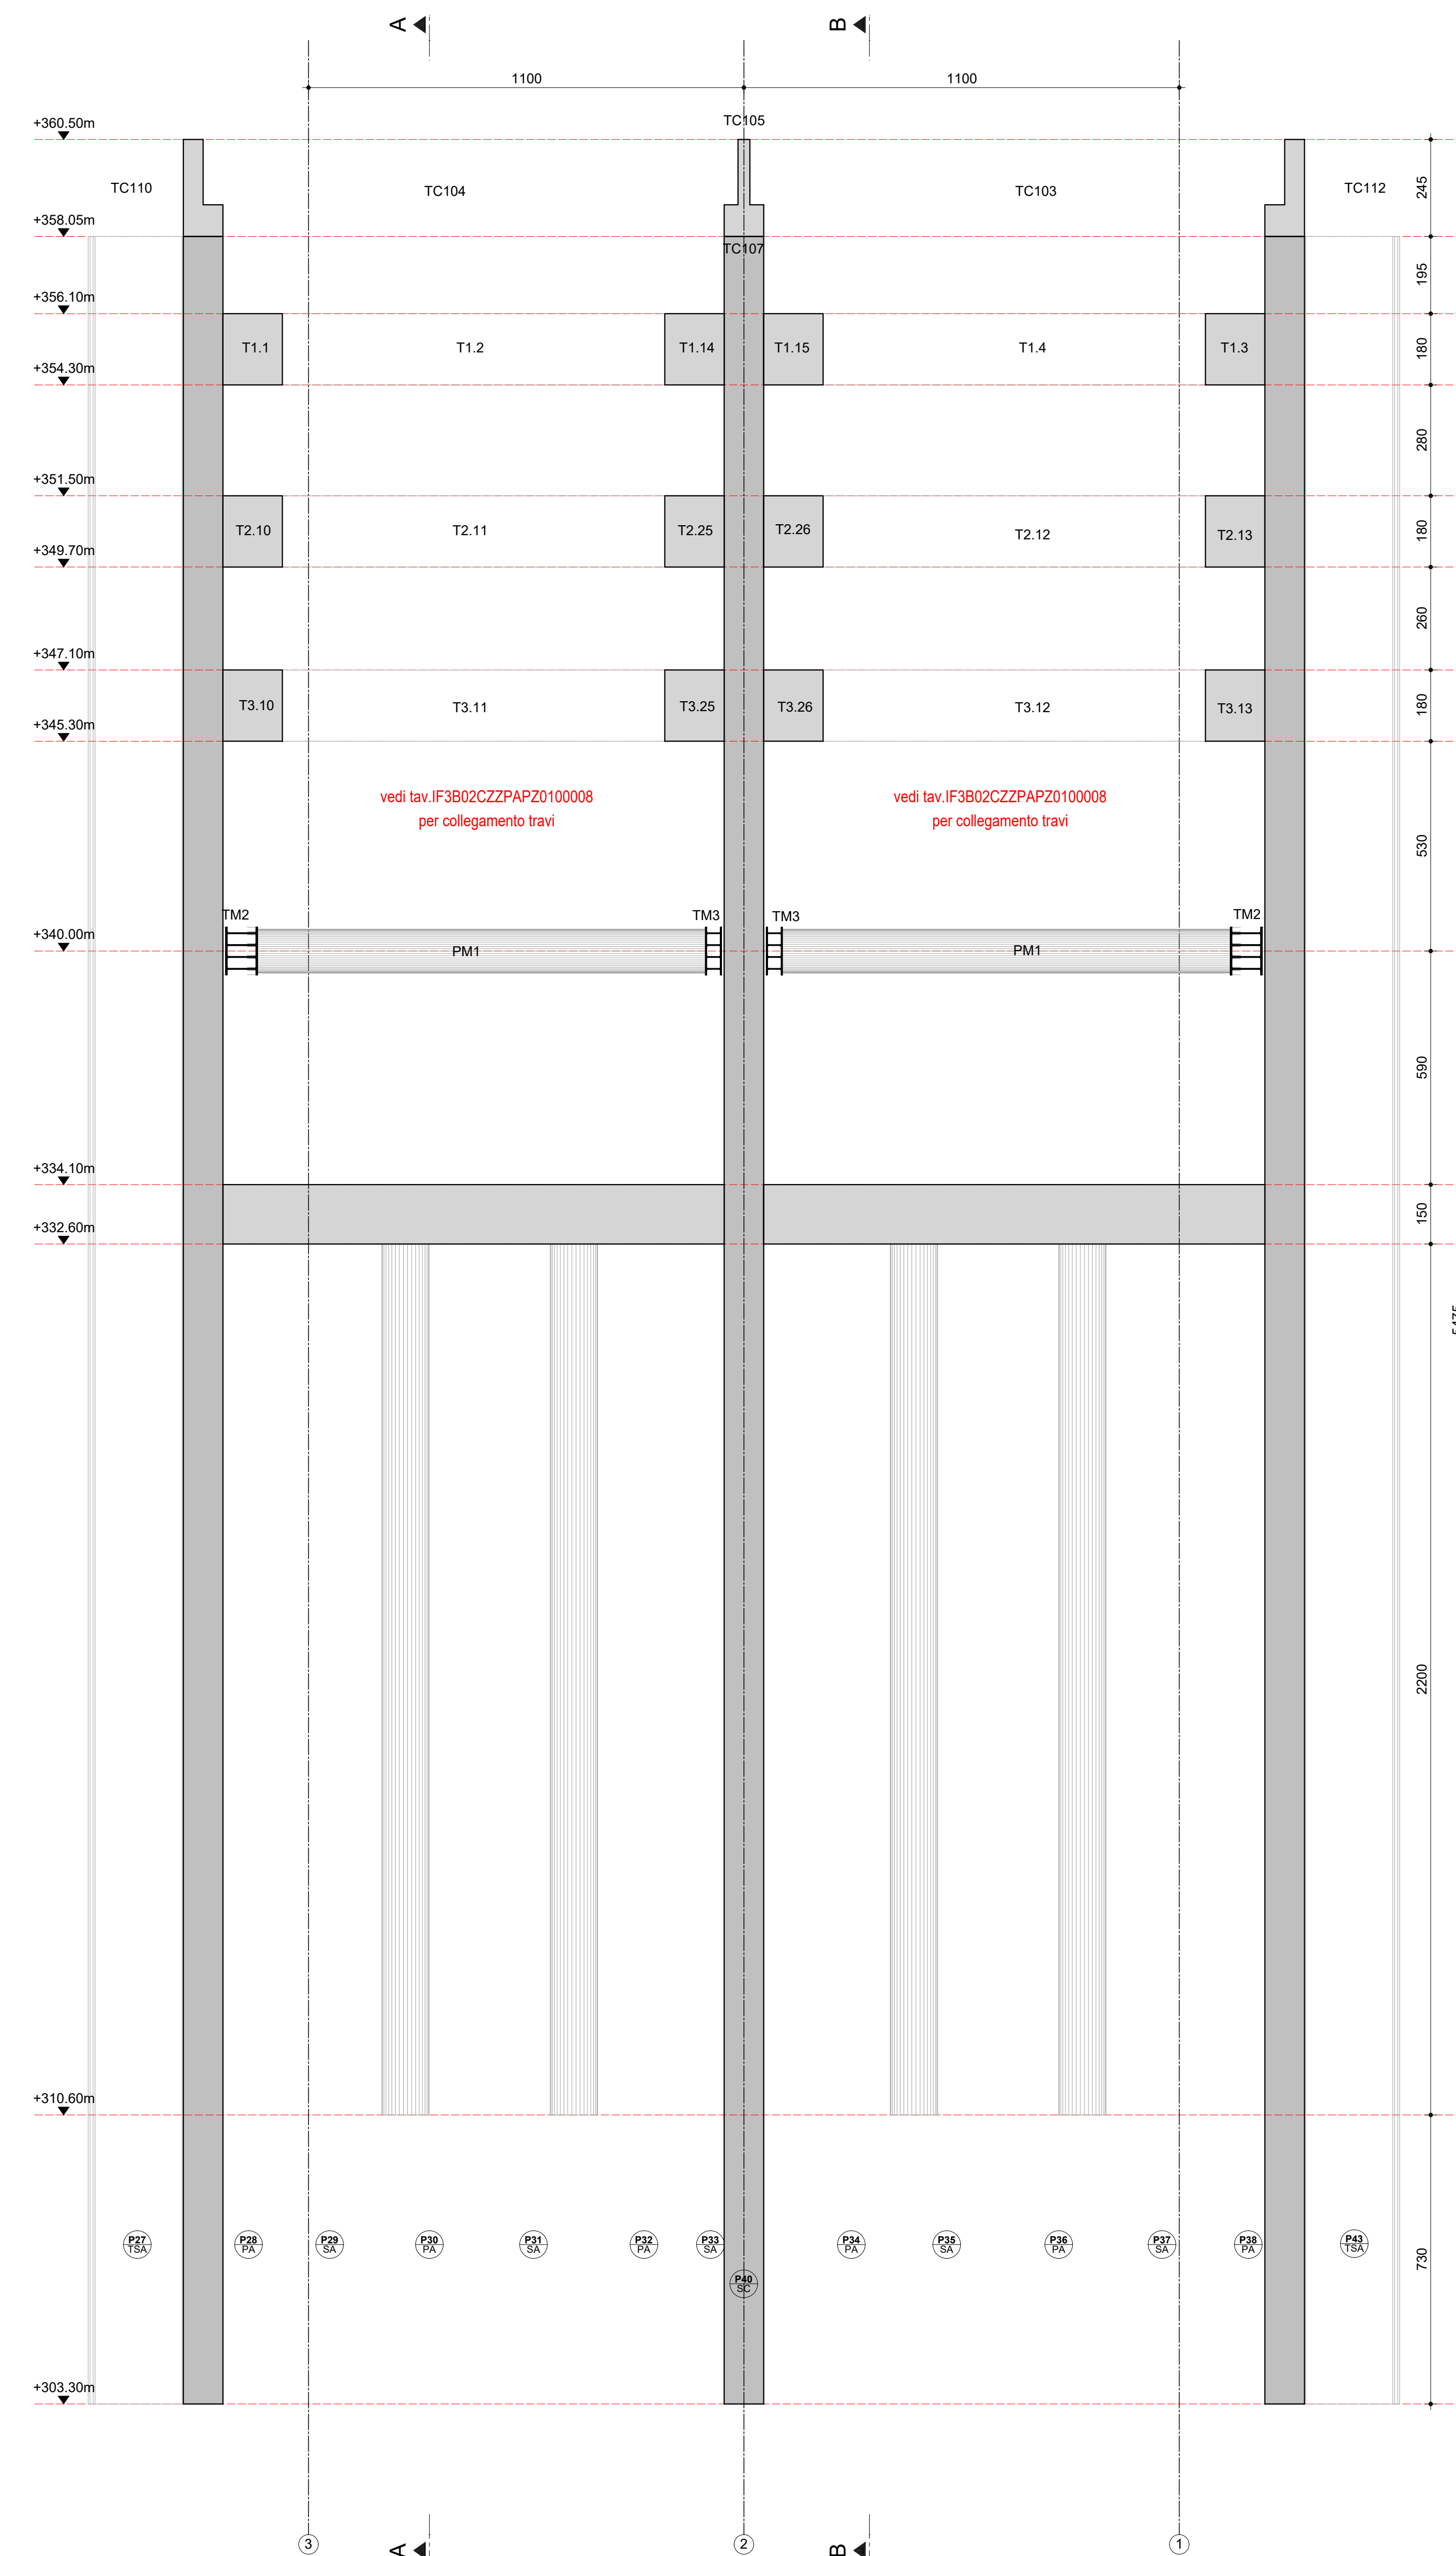 A
B
1100
1100
+360.50m
TC105
TC110
TC104
TC103
TC112
245
+358.05m
TC107
195
+356.10m
T1.1
T1.2
T1.14
T1.15
T1.4
T1.3
180
+354.30m
280
+351.50m
T2.10
T2.11
T2.25
T2.26
T2.12
T2.13
180
+349.70m
260
+347.10m
T3.10
T3.11
T3.25
T3.26
T3.12
T3.13
180
+345.30m
vedi tav.IF3B02CZZPAPZ0100008
per collegamento travi
vedi tav.IF3B02CZZPAPZ0100008
per collegamento travi
530
TM2
TM3
TM3
TM2
+340.00m
PM1
PM1
590
+334.10m
150
+332.60m
2200
+310.60m
P27
TSA
P28
PA
P29
SA
P30
PA
P31
SA
P32
PA
P33
SA
P34
PA
P35
SA
P36
PA
P37
SA
P38
PA
P43
TSA
730
P40
SC
+303.30m
3
2
1
A
B